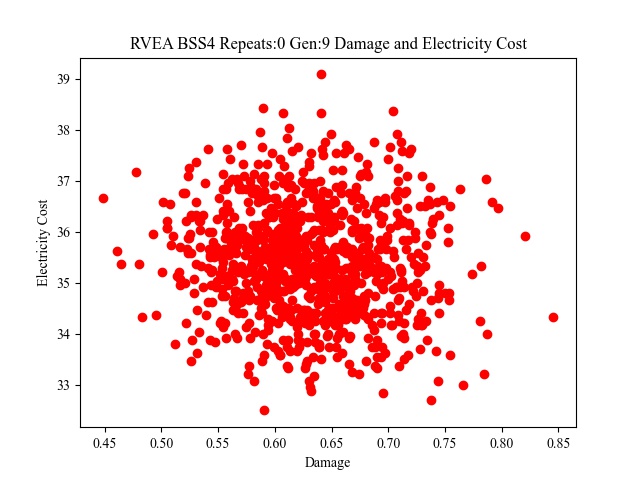 RVEA BSS4 Repeats:0 Gen:9 Damage and Electricity Cost
39
38
37
36
35
34
33
Electricity Cost
0.45 0.50 0.55 0.60 0.65 0.70 0.75 0.80 0.85
Damage